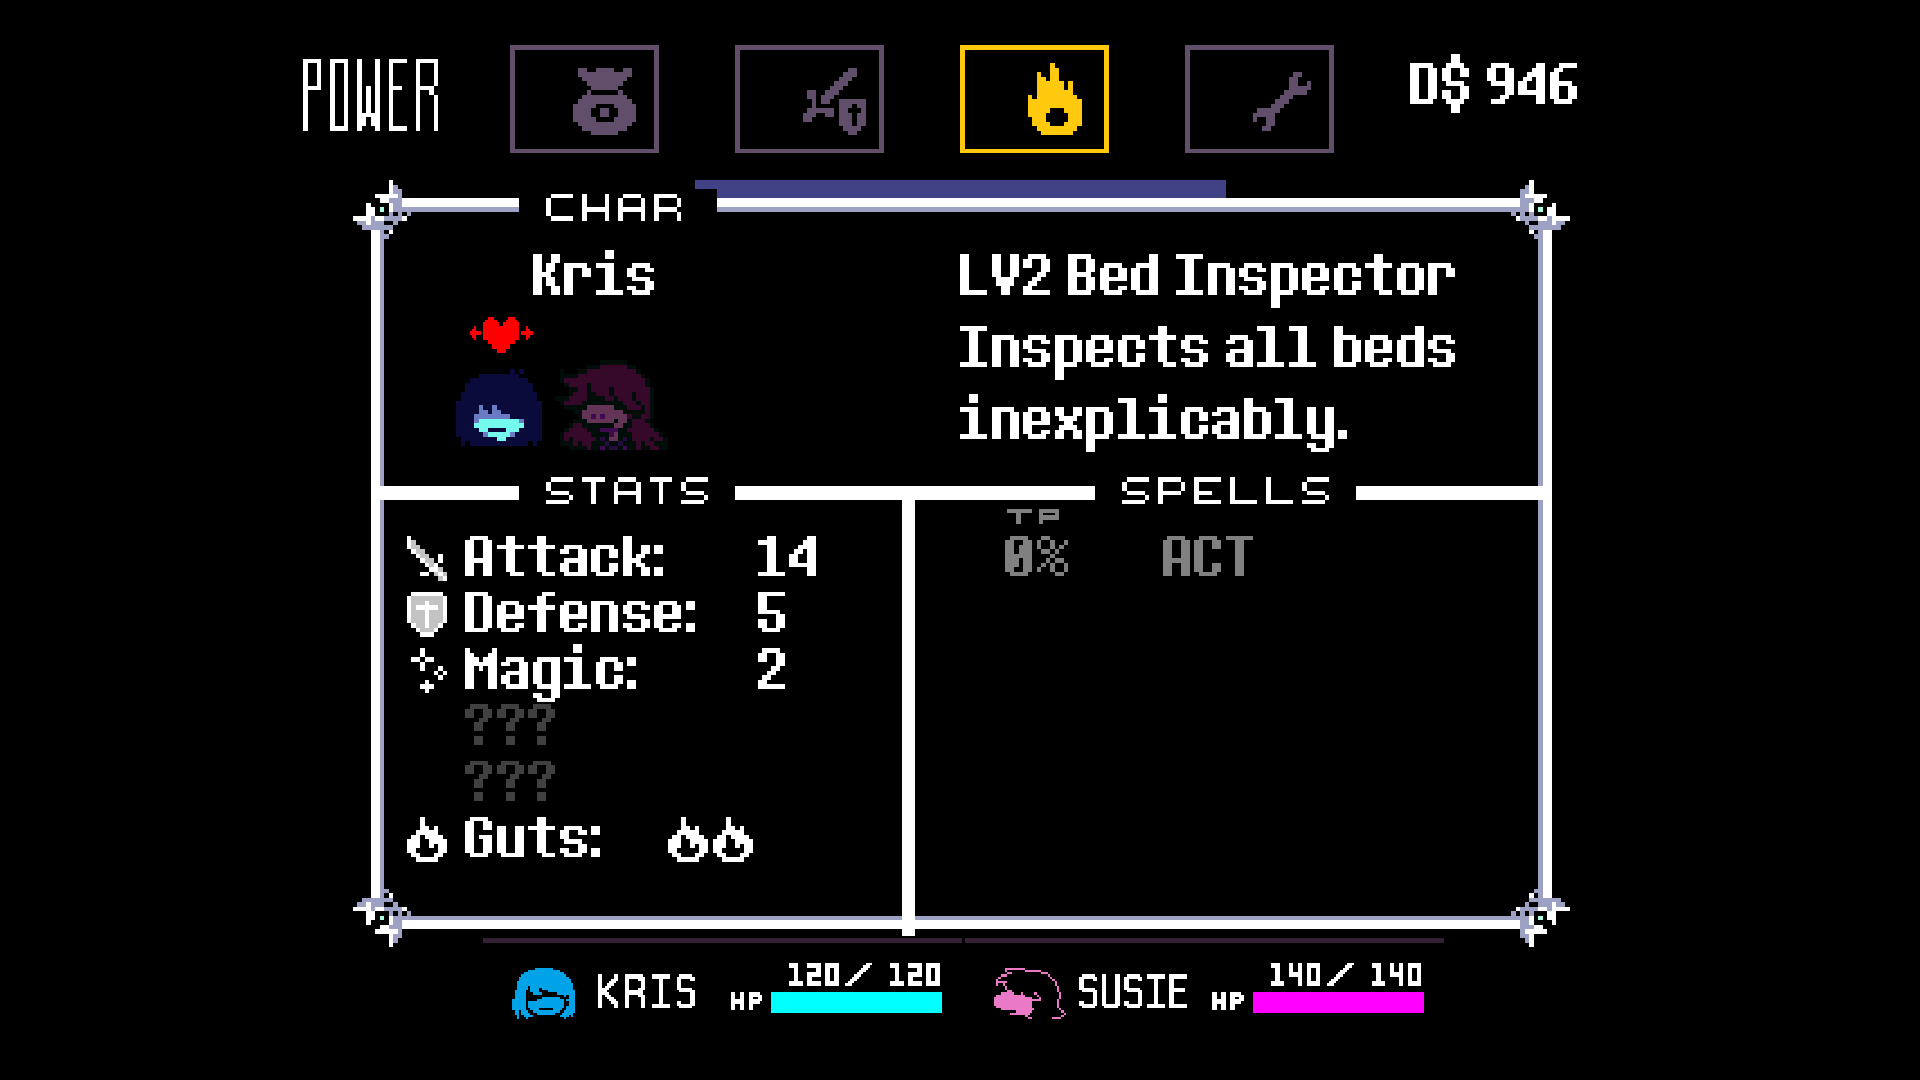 POWER
D$ 946
CHAR
Kris
LV2 Bed Inspector
Inspects all beds
inexplicably.
STATS
Attack: 14
Defense: 5
Magic: 2
???
???
Guts:
SPELLS
TP
0% ACT
KRIS HP 120/ 120
SUSIE HP 140/ 140